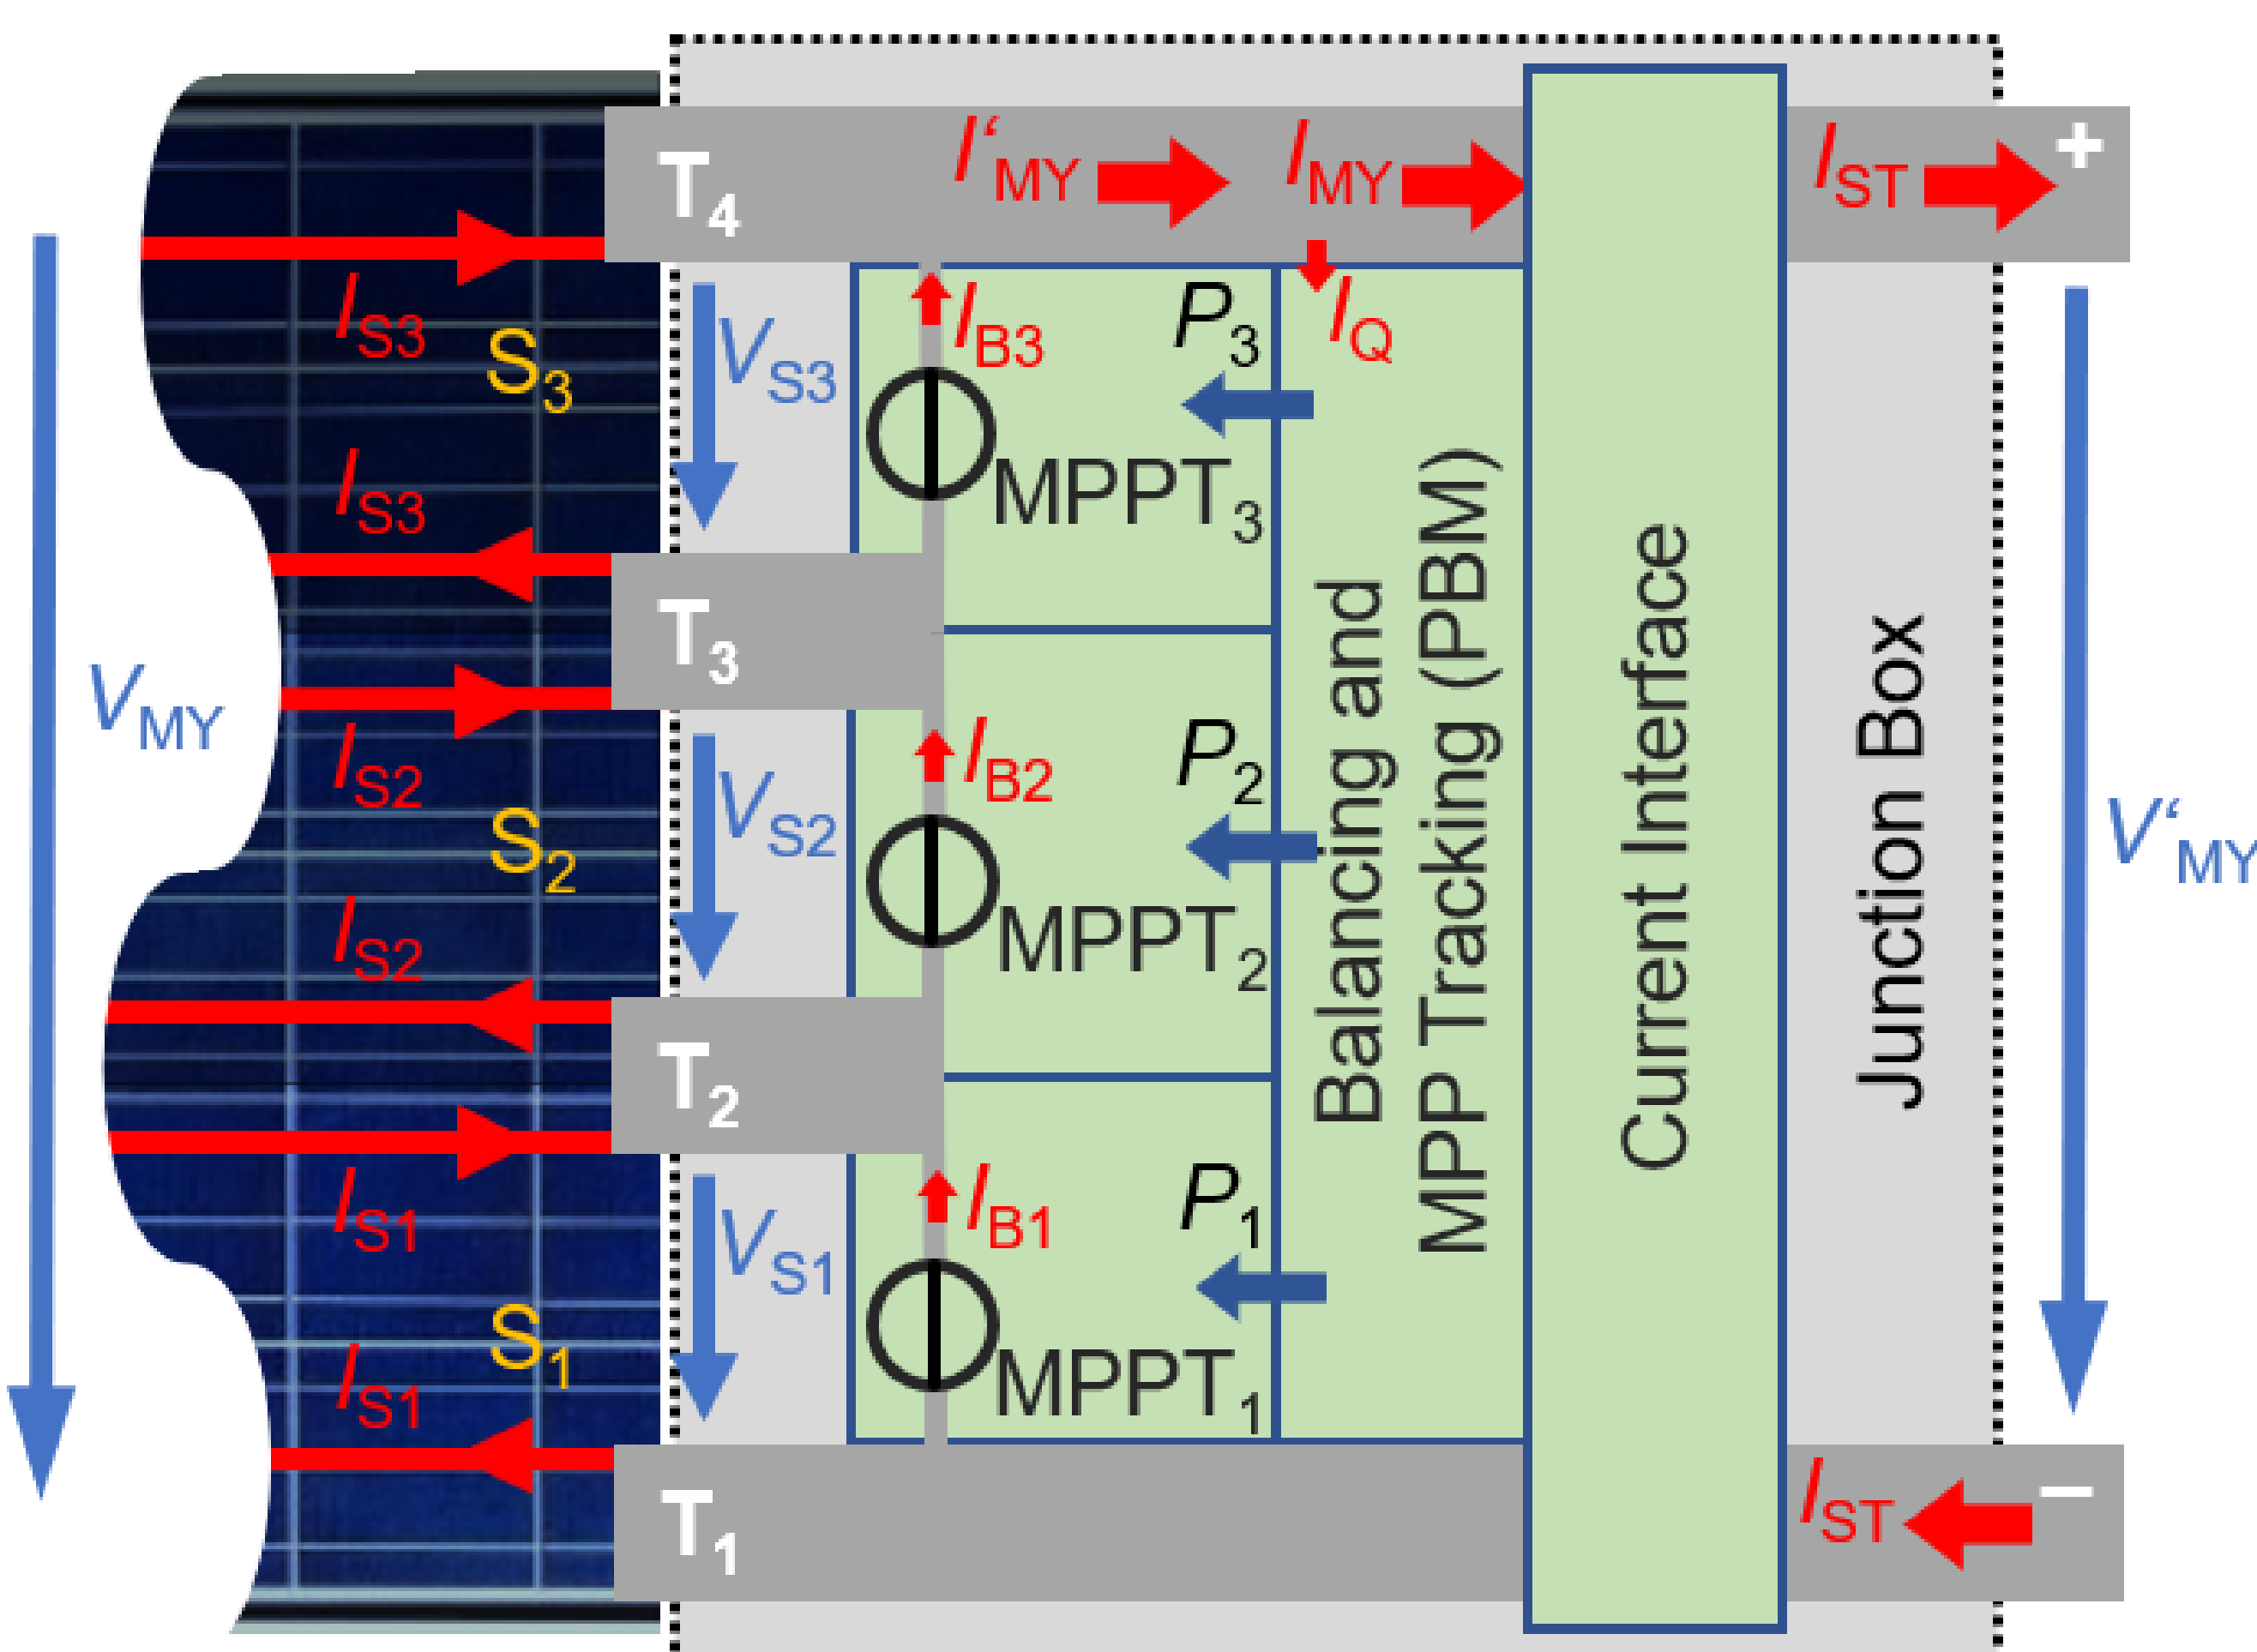 T4
I‘MY
IMY
IST
+
IS3
S3
VS3
IB3
P3
IQ
MPPT3
IS3
T3
VMY
IS2
S2
VS2
IB2
P2
MPPT2
IS2
T2
IS1
S1
VS1
IB1
P1
MPPT1
IS1
T1
Balancing and
MPP Tracking (PBM)
Current Interface
Junction Box
V‘MY
IST
−